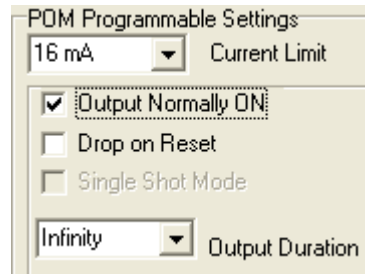 POM Programmable Settings
16 mA Current Limit
Output Normally ON
Drop on Reset
Single Shot Mode
Infinity Output Duration